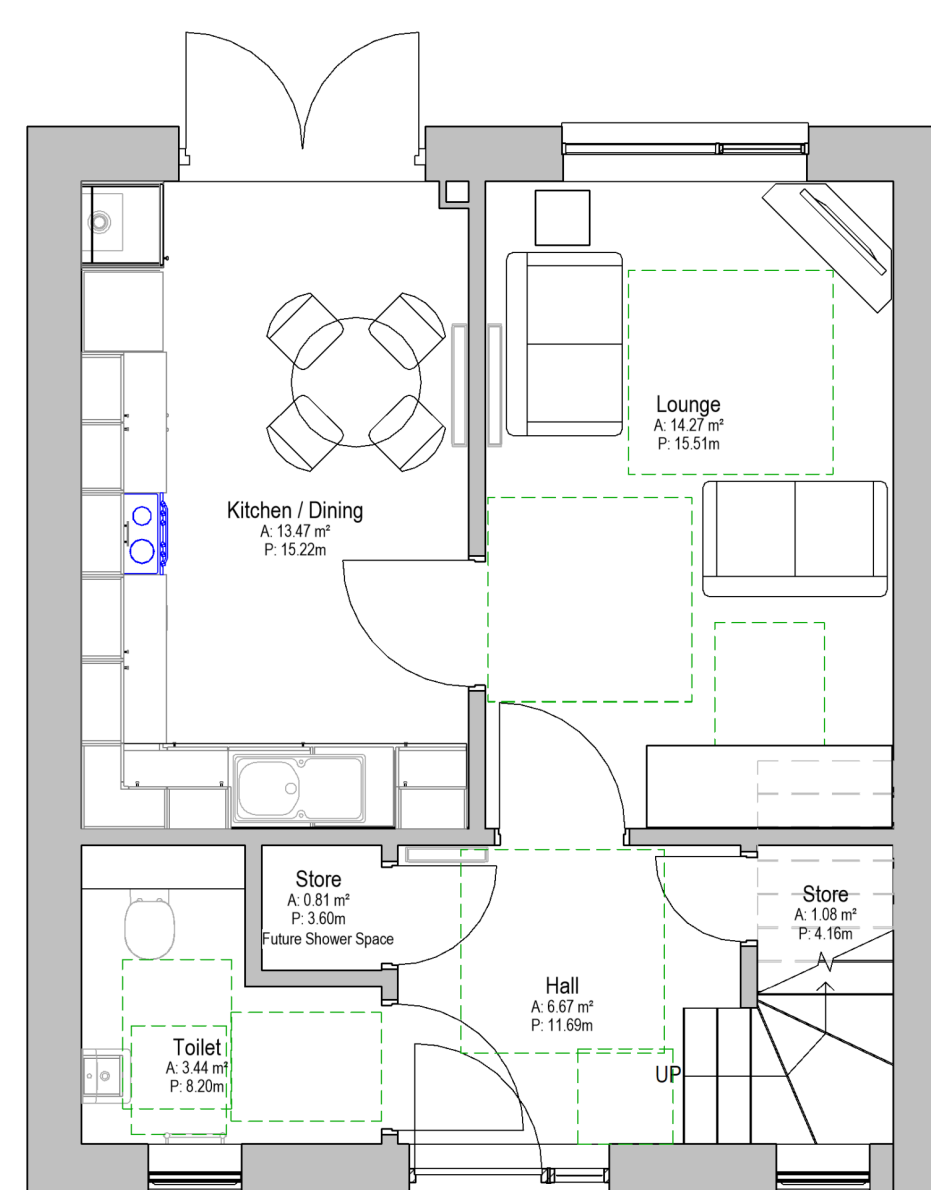 Lounge
A: 14.27 m²
P: 15.51m
Kitchen / Dining
A: 13.47 m²
P: 15.22m
Store
A: 0.81 m²
P: 3.60m
Future Shower Space
Store
A: 1.08 m²
P: 4.16m
Hall
A: 6.67 m²
P: 11.69m
Toilet
A: 3.44 m²
P: 8.20m
UP